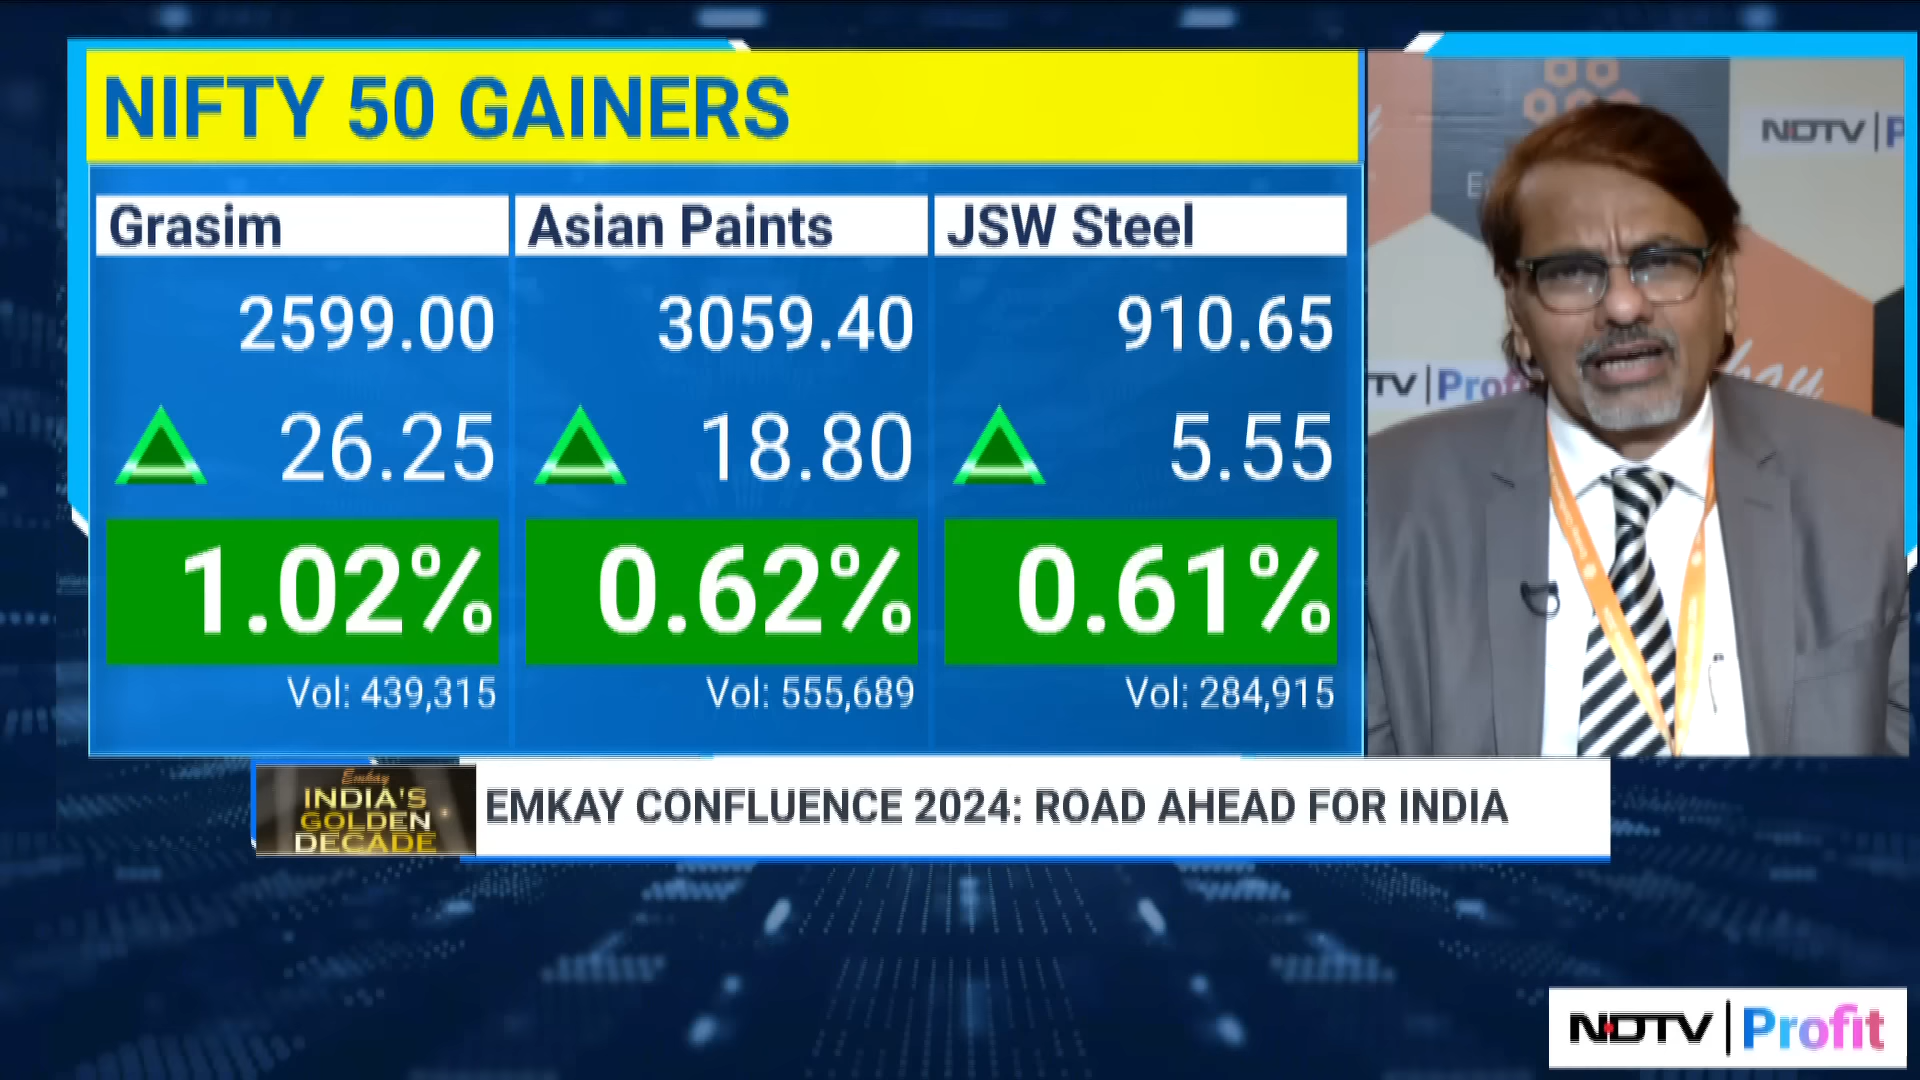 NIFTY 50 GAINERS
Grasim
2599.00
26.25
1.02%
Vol: 439,315
Asian Paints
3059.40
18.80
0.62%
Vol: 555,689
JSW Steel
910.65
5.55
0.61%
Vol: 284,915
NDTV
Profit
Emkay
INDIA'S
GOLDEN
DECADE
EMKAY CONFLUENCE 2024: ROAD AHEAD FOR INDIA
NDTV Profit